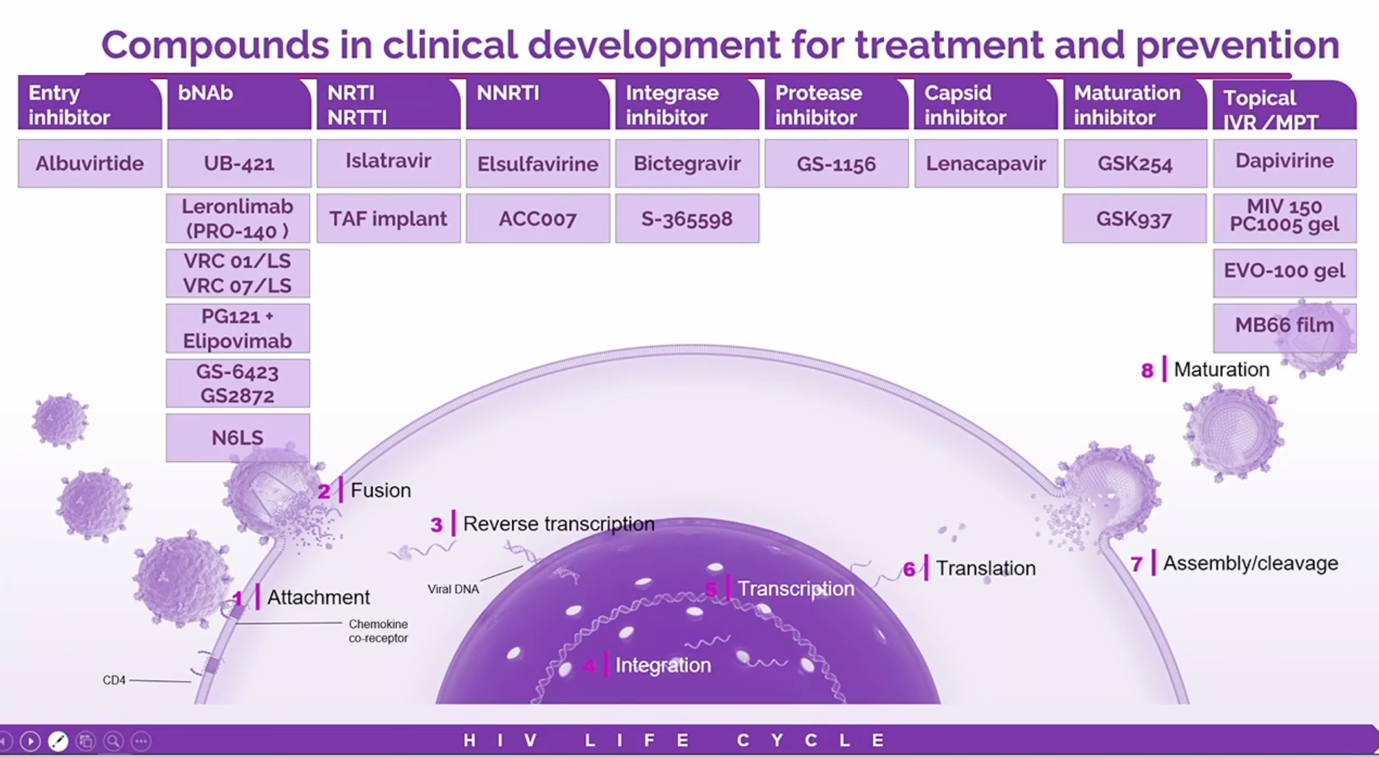 Compounds in clinical development for treatment and prevention
Entry
inhibitor
bNAb
NRTI
NRTTI
NNRTI
Integrase
inhibitor
Protease
inhibitor
Capsid
inhibitor
Maturation
inhibitor
Topical
IVR /MPT
Albuvirtide
UB-421
Islatravir
Elsulfavirine
Bictegravir
GS-1156
Lenacapavir
GSK254
Dapivirine
Leronlimab
(PRO-140 )
TAF implant
ACC007
S-365598
GSK937
MIV 150
PC1005 gel
VRC 01/LS
VRC 07/LS
EVO-100 gel
PG121 +
Elipovimab
MB66 film
GS-6423
GS2872
N6LS
8 | Maturation
2 | Fusion
3 | Reverse transcription
Viral DNA
1 | Attachment
Chemokine
co-receptor
CD4
5 | Transcription
4 | Integration
6 | Translation
7 | Assembly/cleavage
HIV LIFE CYCLE